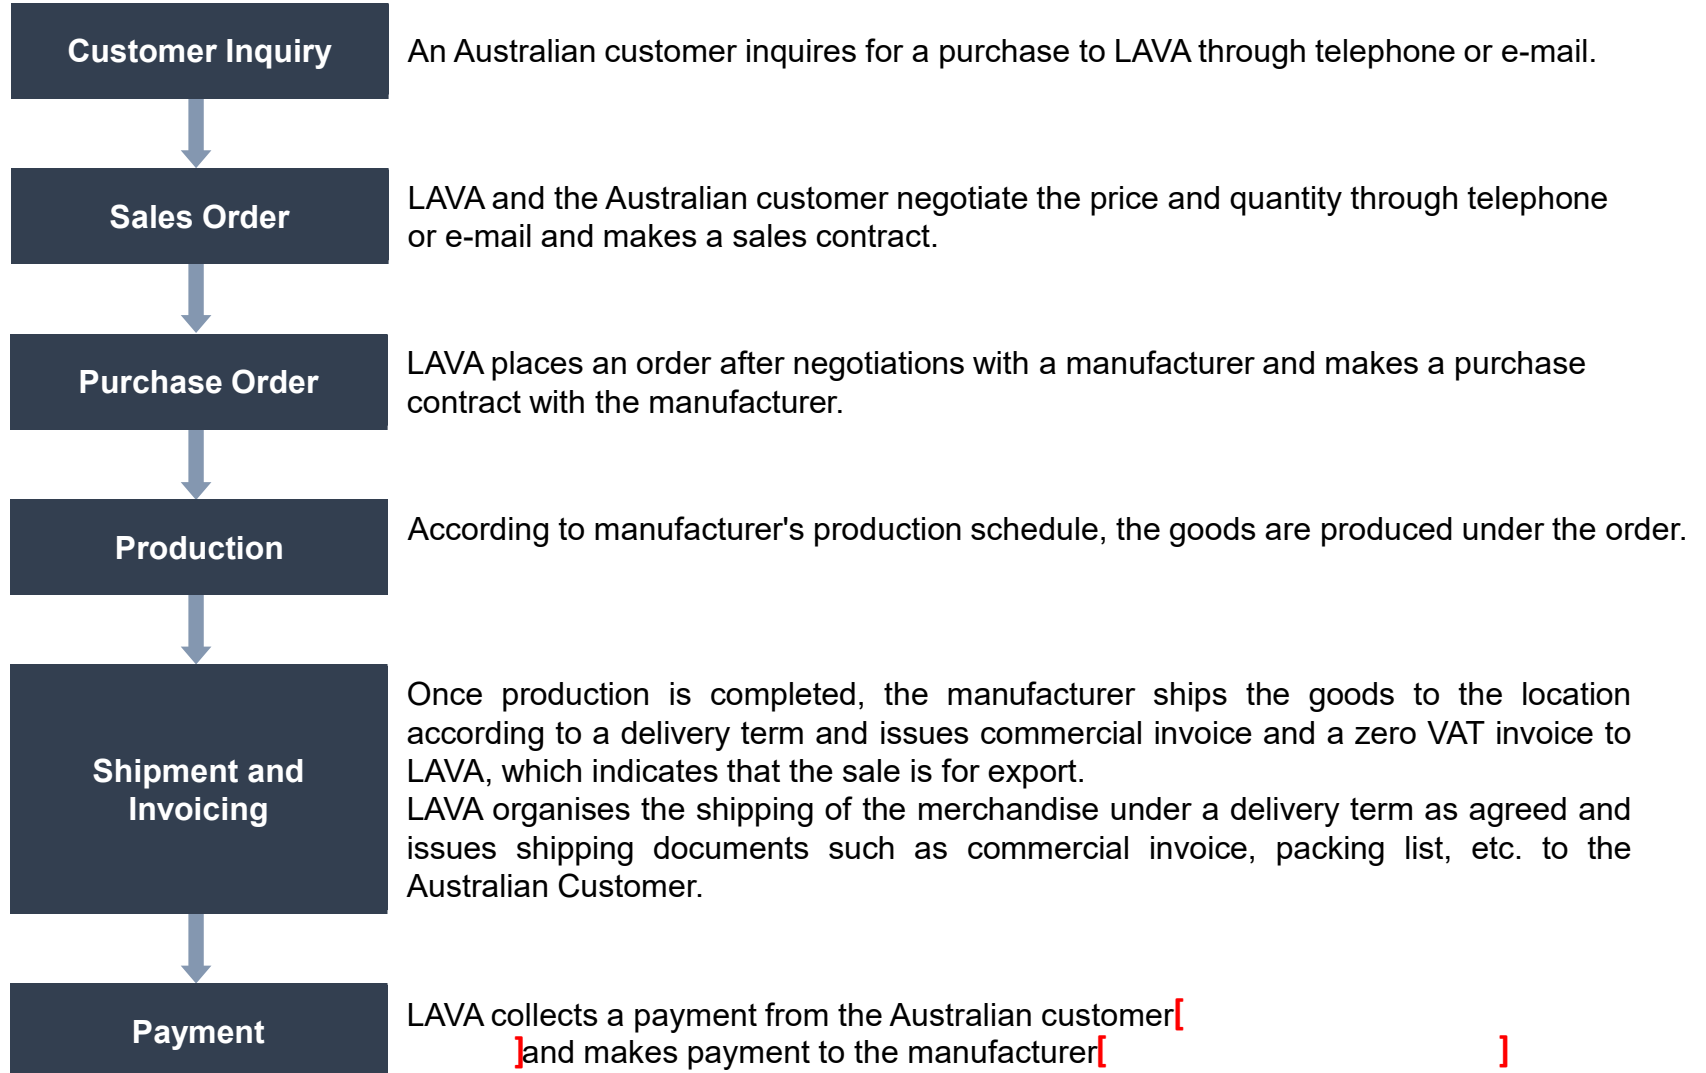 Customer Inquiry
An Australian customer inquires for a purchase to LAVA through telephone or e-mail.
Sales Order
LAVA and the Australian customer negotiate the price and quantity through telephone
or e-mail and makes a sales contract.
Purchase Order
LAVA places an order after negotiations with a manufacturer and makes a purchase
contract with the manufacturer.
Production
According to manufacturer's production schedule, the goods are produced under the order.
Shipment and
Invoicing
Once production is completed, the manufacturer ships the goods to the location
according to a delivery term and issues commercial invoice and a zero VAT invoice to
LAVA, which indicates that the sale is for export.
LAVA organises the shipping of the merchandise under a delivery term as agreed and
issues shipping documents such as commercial invoice, packing list, etc. to the
Australian Customer.
Payment
LAVA collects a payment from the Australian customer[
]and makes payment to the manufacturer[ ]